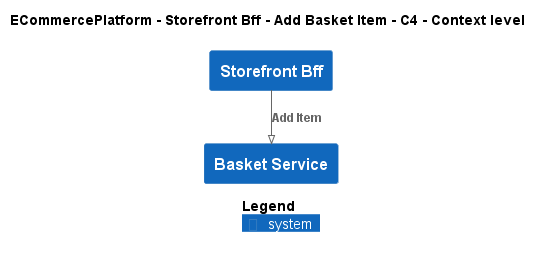 ECommercePlatform - Storefront Bff - Add Basket Item - C4 - Context level
Storefront Bff
Add Item
Basket Service
Legend
system